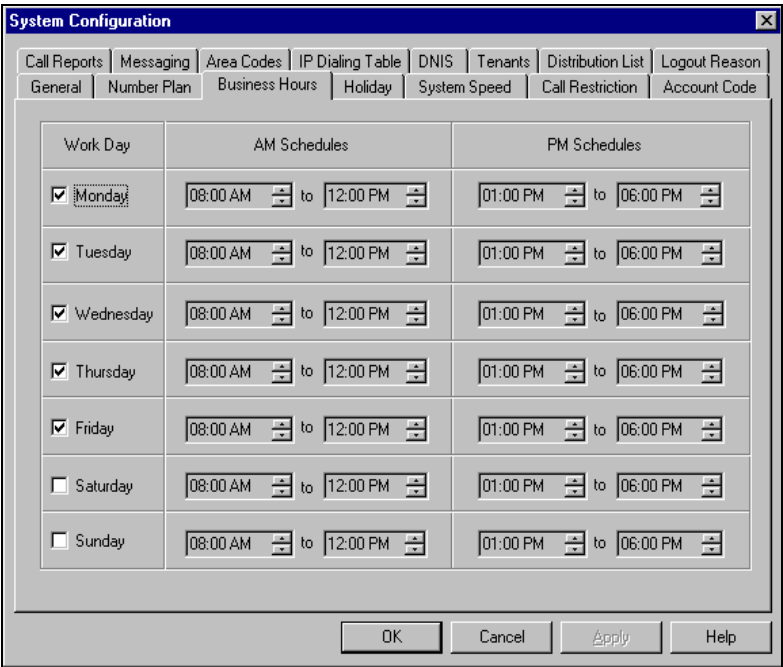 System Configuration
Call Reports Messaging Area Codes IP Dialing Table DNIS Tenants Distribution List Logout Reason
General Number Plan Business Hours Holiday System Speed Call Restriction Account Code
Work Day AM Schedules PM Schedules
Monday 08:00 AM to 12:00 PM 01:00 PM to 06:00 PM
Tuesday 08:00 AM to 12:00 PM 01:00 PM to 06:00 PM
Wednesday 08:00 AM to 12:00 PM 01:00 PM to 06:00 PM
Thursday 08:00 AM to 12:00 PM 01:00 PM to 06:00 PM
Friday 08:00 AM to 12:00 PM 01:00 PM to 06:00 PM
Saturday 08:00 AM to 12:00 PM 01:00 PM to 06:00 PM
Sunday 08:00 AM to 12:00 PM 01:00 PM to 06:00 PM
OK Cancel Apply Help